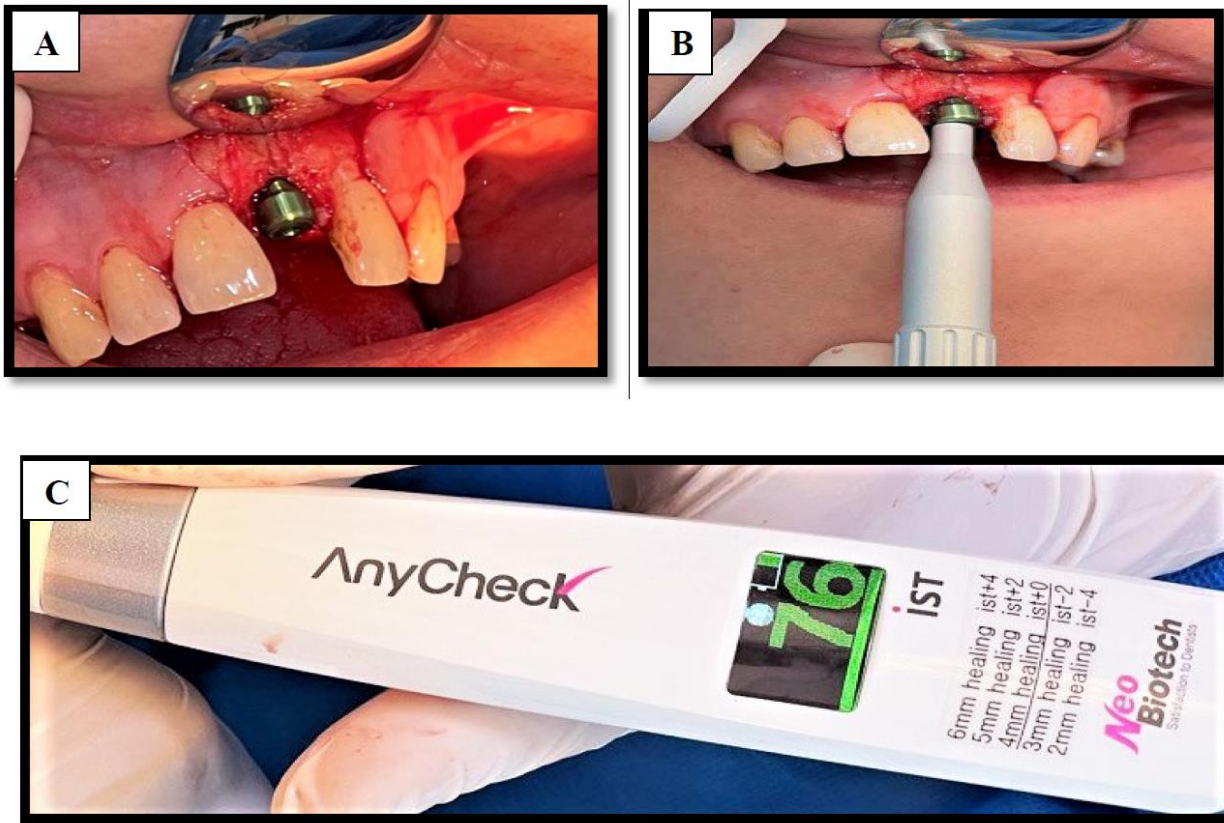 A
B
C
AnyCheck
76
iST
6mm healing ist+4
5mm healing ist+2
4mm healing ist+0
3mm healing ist-2
2mm healing ist-4
Neo
Biotech
Satisfaction to Dentists